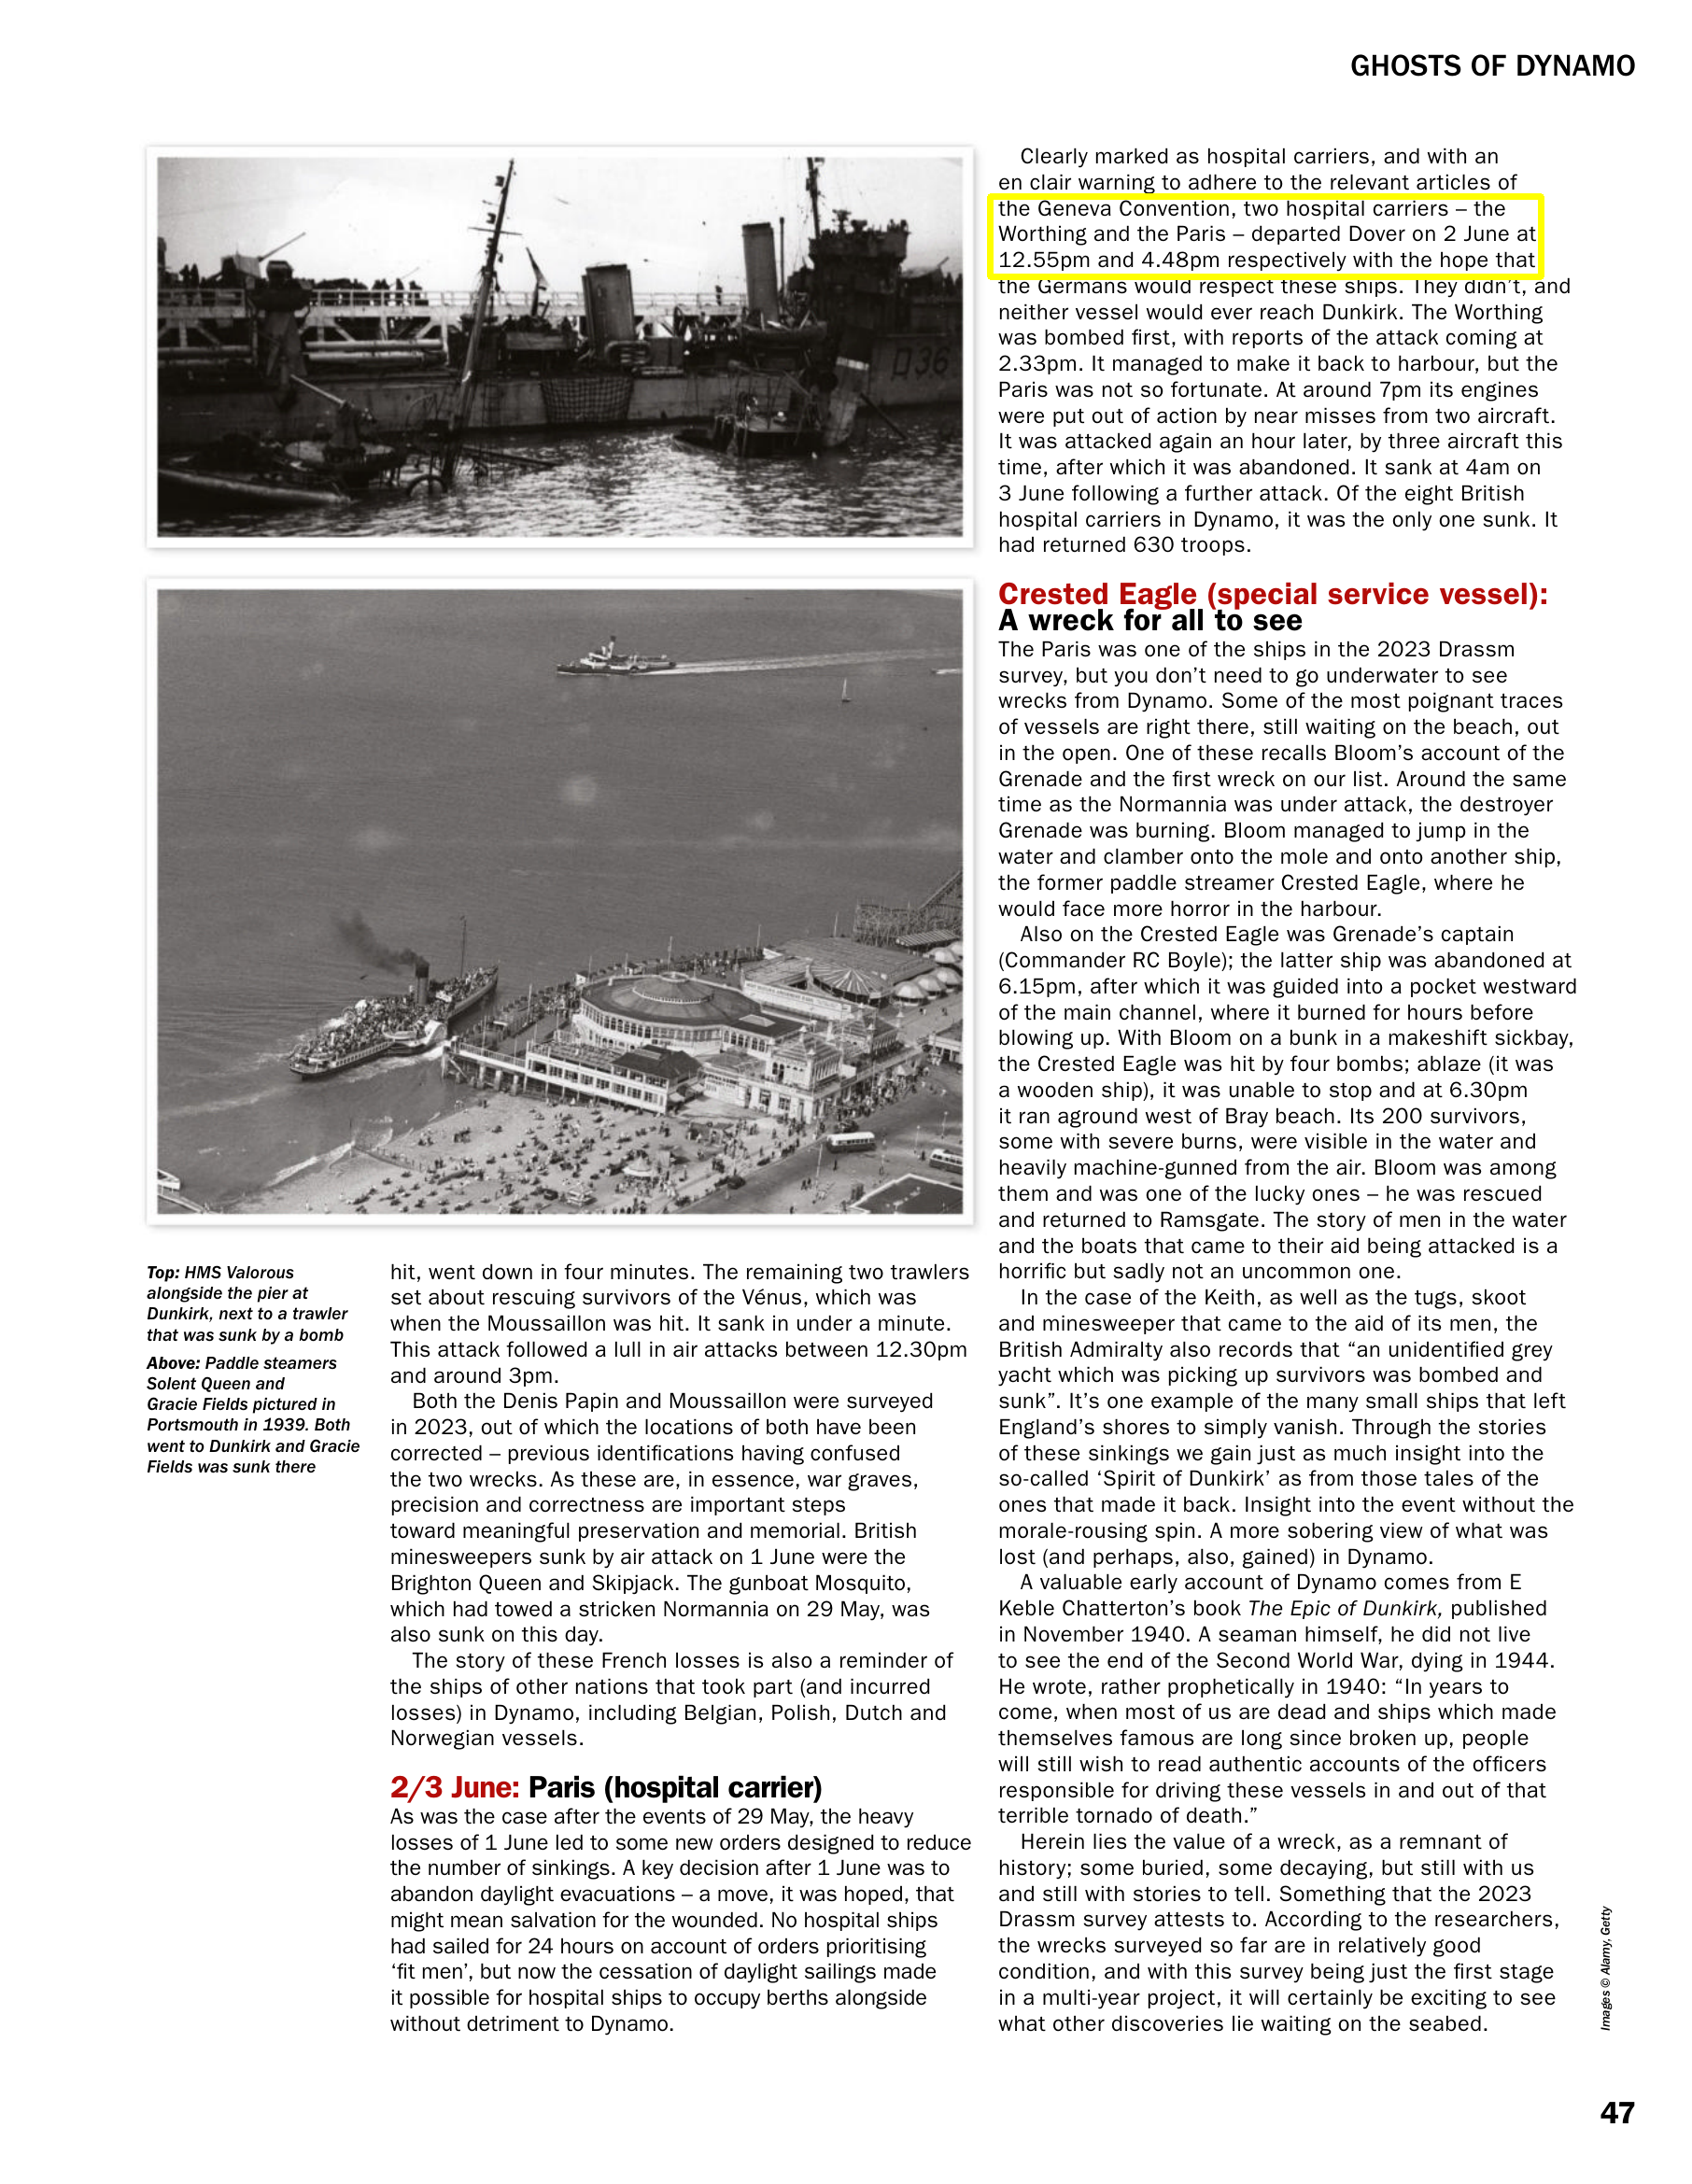 GHOSTS OF DYNAMO
D36
Top: HMS Valorous
alongside the pier at
Dunkirk, next to a trawler
that was sunk by a bomb
Above: Paddle steamers
Solent Queen and
Gracie Fields pictured in
Portsmouth in 1939. Both
went to Dunkirk and Gracie
Fields was sunk there
hit, went down in four minutes. The remaining two trawlers
set about rescuing survivors of the Vénus, which was
when the Moussaillon was hit. It sank in under a minute.
This attack followed a lull in air attacks between 12.30pm
and around 3pm.
Both the Denis Papin and Moussaillon were surveyed
in 2023, out of which the locations of both have been
corrected – previous identifications having confused
the two wrecks. As these are, in essence, war graves,
precision and correctness are important steps
toward meaningful preservation and memorial. British
minesweepers sunk by air attack on 1 June were the
Brighton Queen and Skipjack. The gunboat Mosquito,
which had towed a stricken Normannia on 29 May, was
also sunk on this day.
The story of these French losses is also a reminder of
the ships of other nations that took part (and incurred
losses) in Dynamo, including Belgian, Polish, Dutch and
Norwegian vessels.
2/3 June: Paris (hospital carrier)
As was the case after the events of 29 May, the heavy
losses of 1 June led to some new orders designed to reduce
the number of sinkings. A key decision after 1 June was to
abandon daylight evacuations – a move, it was hoped, that
might mean salvation for the wounded. No hospital ships
had sailed for 24 hours on account of orders prioritising
‘fit men’, but now the cessation of daylight sailings made
it possible for hospital ships to occupy berths alongside
without detriment to Dynamo.
Clearly marked as hospital carriers, and with an
en clair warning to adhere to the relevant articles of
the Geneva Convention, two hospital carriers – the
Worthing and the Paris – departed Dover on 2 June at
12.55pm and 4.48pm respectively with the hope that
the Germans would respect these ships. They didn’t, and
neither vessel would ever reach Dunkirk. The Worthing
was bombed first, with reports of the attack coming at
2.33pm. It managed to make it back to harbour, but the
Paris was not so fortunate. At around 7pm its engines
were put out of action by near misses from two aircraft.
It was attacked again an hour later, by three aircraft this
time, after which it was abandoned. It sank at 4am on
3 June following a further attack. Of the eight British
hospital carriers in Dynamo, it was the only one sunk. It
had returned 630 troops.
Crested Eagle (special service vessel):
A wreck for all to see
The Paris was one of the ships in the 2023 Drassm
survey, but you don’t need to go underwater to see
wrecks from Dynamo. Some of the most poignant traces
of vessels are right there, still waiting on the beach, out
in the open. One of these recalls Bloom’s account of the
Grenade and the first wreck on our list. Around the same
time as the Normannia was under attack, the destroyer
Grenade was burning. Bloom managed to jump in the
water and clamber onto the mole and onto another ship,
the former paddle streamer Crested Eagle, where he
would face more horror in the harbour.
Also on the Crested Eagle was Grenade’s captain
(Commander RC Boyle); the latter ship was abandoned at
6.15pm, after which it was guided into a pocket westward
of the main channel, where it burned for hours before
blowing up. With Bloom on a bunk in a makeshift sickbay,
the Crested Eagle was hit by four bombs; ablaze (it was
a wooden ship), it was unable to stop and at 6.30pm
it ran aground west of Bray beach. Its 200 survivors,
some with severe burns, were visible in the water and
heavily machine-gunned from the air. Bloom was among
them and was one of the lucky ones – he was rescued
and returned to Ramsgate. The story of men in the water
and the boats that came to their aid being attacked is a
horrific but sadly not an uncommon one.
In the case of the Keith, as well as the tugs, skoot
and minesweeper that came to the aid of its men, the
British Admiralty also records that “an unidentified grey
yacht which was picking up survivors was bombed and
sunk”. It’s one example of the many small ships that left
England’s shores to simply vanish. Through the stories
of these sinkings we gain just as much insight into the
so-called ‘Spirit of Dunkirk’ as from those tales of the
ones that made it back. Insight into the event without the
morale-rousing spin. A more sobering view of what was
lost (and perhaps, also, gained) in Dynamo.
A valuable early account of Dynamo comes from E
Keble Chatterton’s book The Epic of Dunkirk, published
in November 1940. A seaman himself, he did not live
to see the end of the Second World War, dying in 1944.
He wrote, rather prophetically in 1940: “In years to
come, when most of us are dead and ships which made
themselves famous are long since broken up, people
will still wish to read authentic accounts of the officers
responsible for driving these vessels in and out of that
terrible tornado of death.”
Herein lies the value of a wreck, as a remnant of
history; some buried, some decaying, but still with us
and still with stories to tell. Something that the 2023
Drassm survey attests to. According to the researchers,
the wrecks surveyed so far are in relatively good
condition, and with this survey being just the first stage
in a multi-year project, it will certainly be exciting to see
what other discoveries lie waiting on the seabed.
Images © Alamy, Getty
47